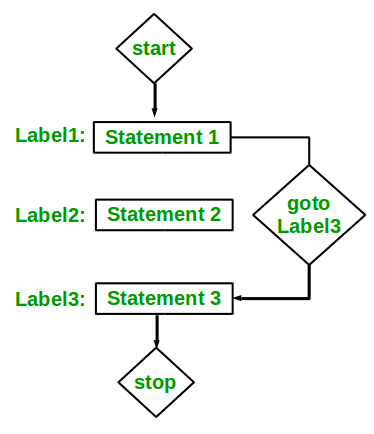 start
Label1: Statement 1
Label2: Statement 2
goto
Label3
Label3: Statement 3
stop